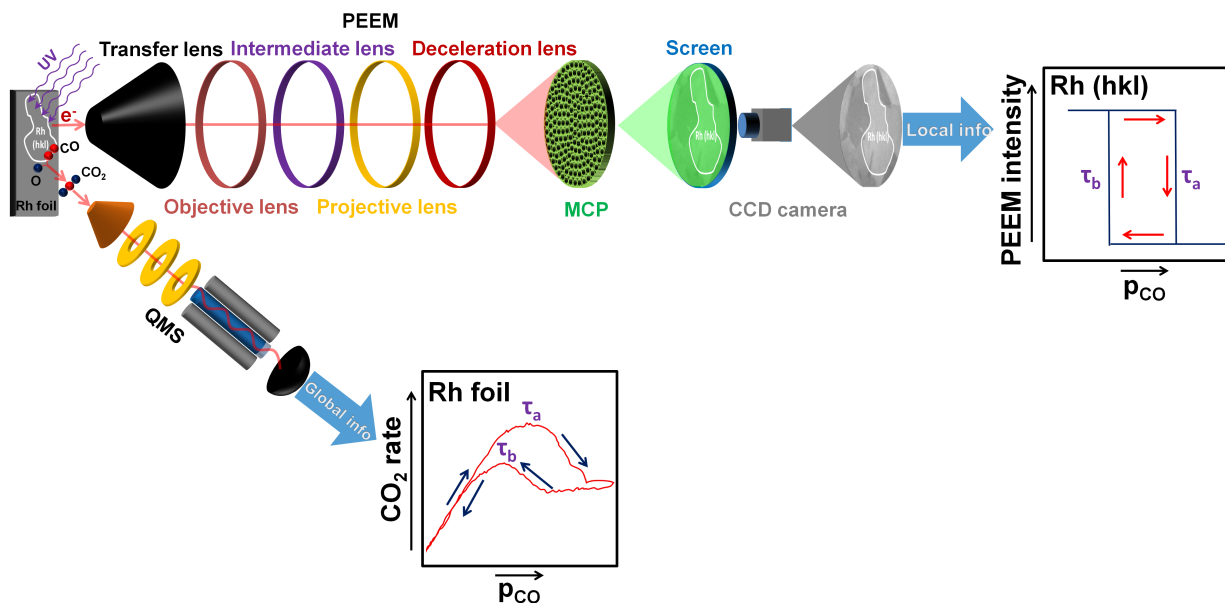 PEEM
Transfer lens
Intermediate lens
Deceleration lens
Screen
UV
e-
Rh
(hkl)
CO
O
CO₂
Rh foil
Objective lens
Projective lens
MCP
Rh (hkl)
CCD camera
Rh (hkl)
Local info
Rh (hkl)
PEEM intensity
τb
τa
pCO
QMS
Global info
Rh foil
CO₂ rate
τa
τb
pCO